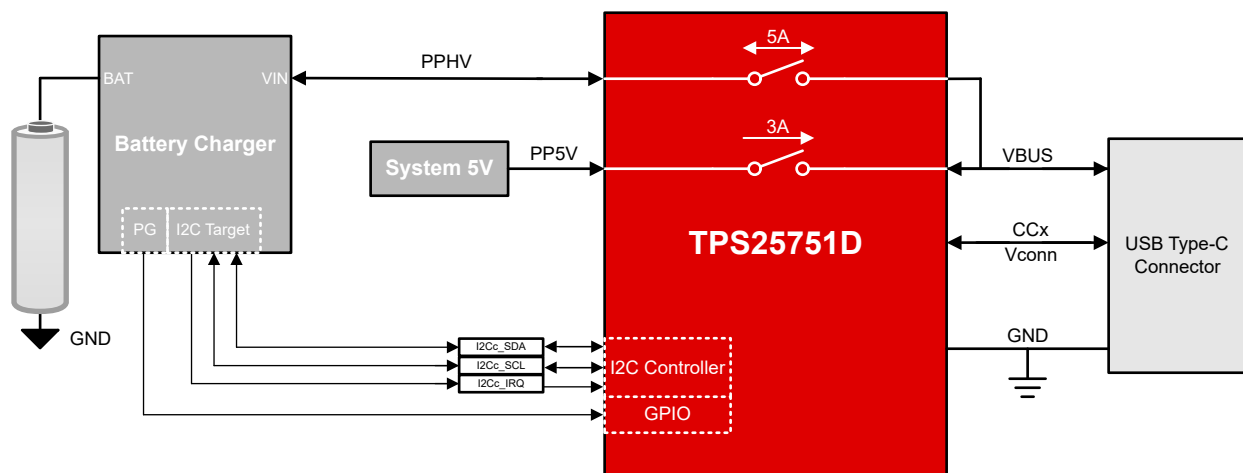 5A
PPHV
BAT
VIN
Battery Charger
3A
PP5V
System 5V
VBUS
PG
I2C Target
TPS25751D
CCx
Vconn
USB Type-C
Connector
GND
GND
I2Cc_SDA
I2Cc_SCL
I2Cc_IRQ
I2C Controller
GPIO